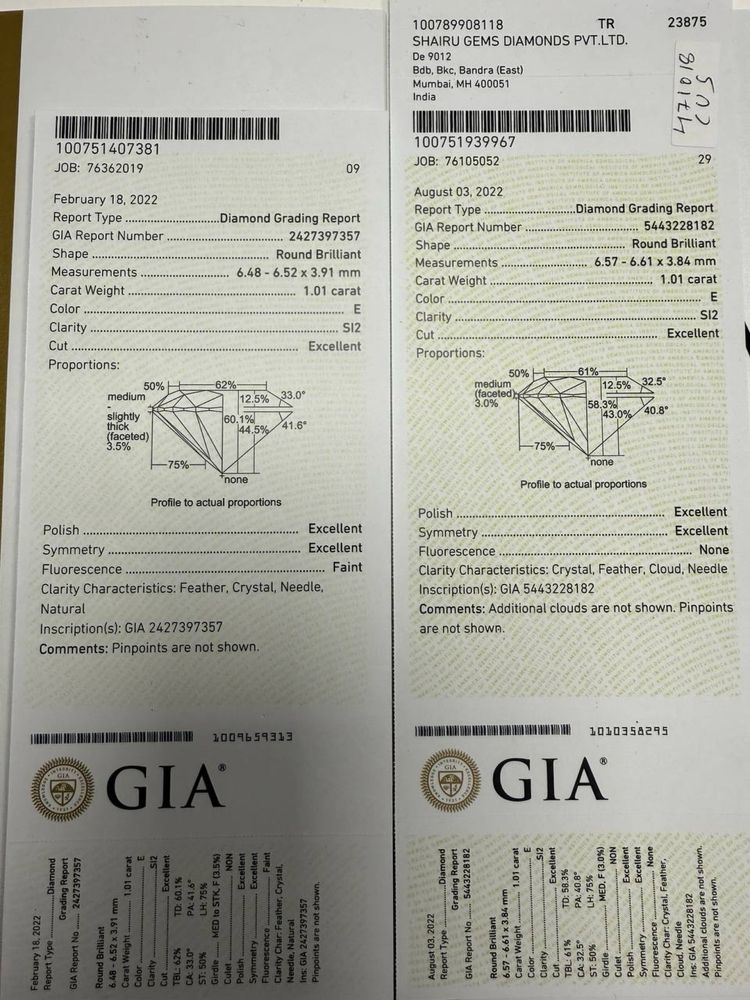 100751407381
JOB: 76362019 09
February 18, 2022
Report Type Diamond Grading Report
GIA Report Number 2427397357
Shape Round Brilliant
Measurements 6.48 - 6.52 x 3.91 mm
Carat Weight 1.01 carat
Color E
Clarity SI2
Cut Excellent
Proportions:
50% 62% 33.0°
medium 12.5%
-
slightly
thick 60.1%
(faceted) 44.5% 41.6°
3.5%
75%
none
Profile to actual proportions
Polish Excellent
Symmetry Excellent
Fluorescence Faint
Clarity Characteristics: Feather, Crystal, Needle,
Natural
Inscription(s): GIA 2427397357
Comments: Pinpoints are not shown.
1009659313
GIA®
February 18, 2022
Report Type Diamond
Grading Report
GIA Report No 2427397357
Round Brilliant
6.48 - 6.52 x 3.91 mm
Carat Weight 1.01 carat
Color E
Clarity SI2
Cut Excellent
TBL: 62% TD: 60.1%
CA: 33.0° PA: 41.6°
ST: 50% LH: 75%
Girdle MED to STK, F (3.5%)
Culet NON
Polish Excellent
Symmetry Excellent
Fluorescence Faint
Clarity Char: Feather, Crystal,
Needle, Natural
Ins: GIA 2427397357
Pinpoints are not shown.
100789908118 TR 23875
SHAIRU GEMS DIAMONDS PVT.LTD.
De 9012
Bdb, Bkc, Bandra (East)
Mumbai, MH 400051
India
100751939967
JOB: 76105052 29
August 03, 2022
Report Type Diamond Grading Report
GIA Report Number 5443228182
Shape Round Brilliant
Measurements 6.57 - 6.61 x 3.84 mm
Carat Weight 1.01 carat
Color E
Clarity SI2
Cut Excellent
Proportions:
50% 61% 32.5°
medium 12.5%
(faceted)
3.0% 58.3% 43.0% 40.8°
75%
none
Profile to actual proportions
Polish Excellent
Symmetry Excellent
Fluorescence None
Clarity Characteristics: Crystal, Feather, Cloud, Needle
Inscription(s): GIA 5443228182
Comments: Additional clouds are not shown. Pinpoints
are not shown.
1010358295
GIA®
August 03, 2022
Report Type Diamond
Grading Report
GIA Report No 5443228182
Round Brilliant
6.57 - 6.61 x 3.84 mm
Carat Weight 1.01 carat
Color E
Clarity SI2
Cut Excellent
TBL: 61% TD: 58.3%
CA: 32.5° PA: 40.8°
ST: 50% LH: 75%
Girdle MED, F (3.0%)
Culet NON
Polish Excellent
Symmetry Excellent
Fluorescence None
Clarity Char: Crystal, Feather,
Cloud, Needle
Ins: GIA 5443228182
Additional clouds are not shown.
Pinpoints are not shown.